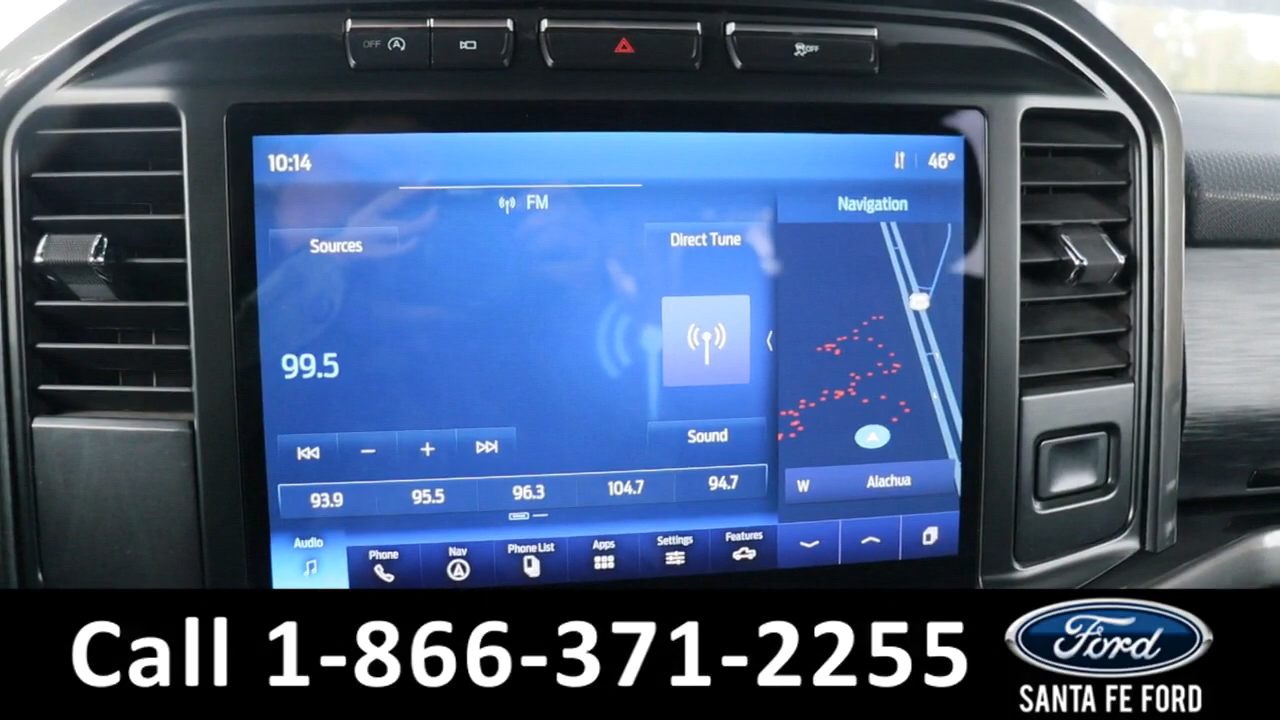 OFF
OFF
10:14
46°
FM
Navigation
Sources
Direct Tune
99.5
Sound
93.9 95.5 96.3 104.7 94.7
W Alachua
Audio Phone Nav Phone List Apps Settings Features
Call 1-866-371-2255
Ford
SANTA FE FORD